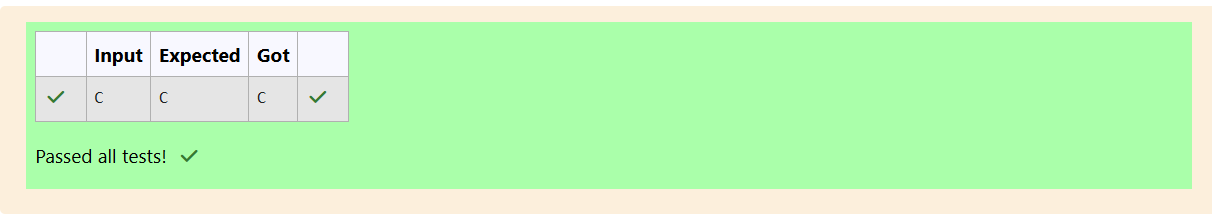 Input Expected Got
C C C
Passed all tests!